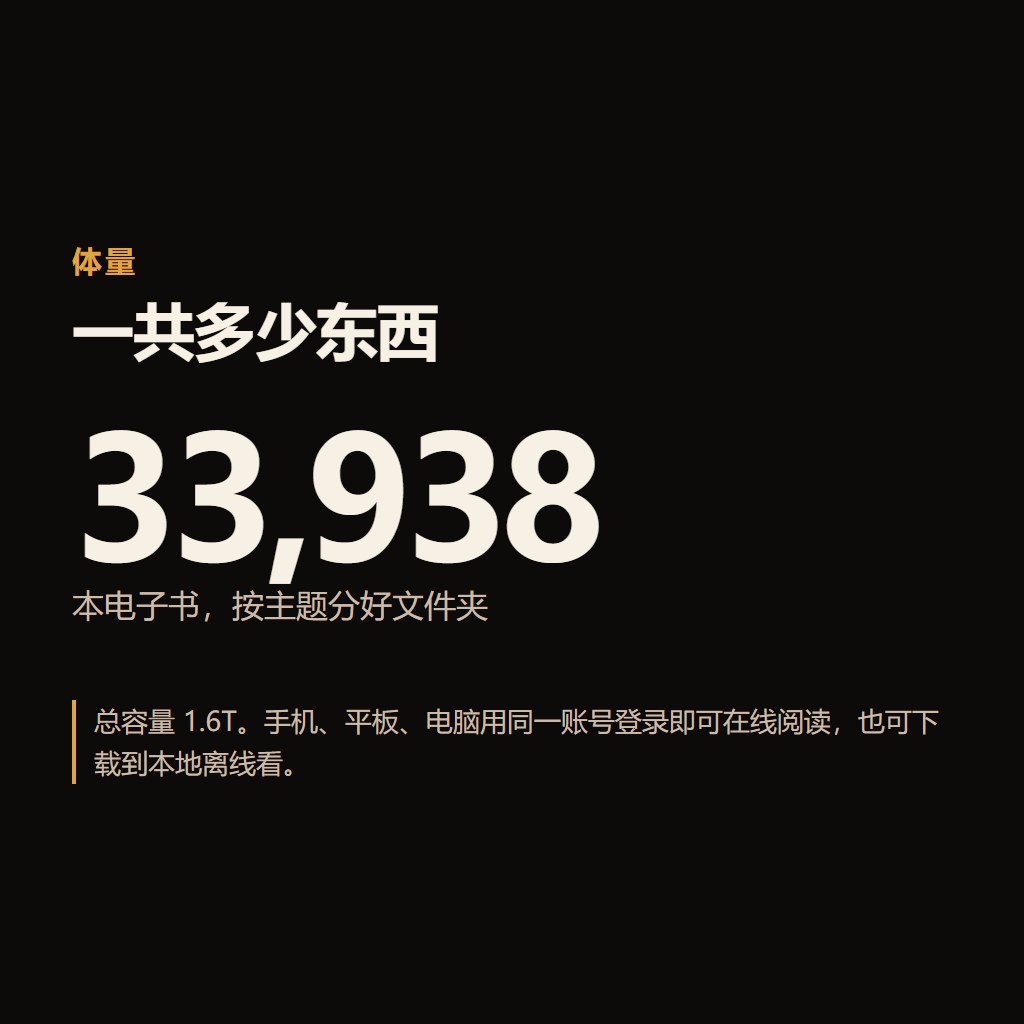 体量
一共多少东西
33,938
本电子书，按主题分好文件夹
总容量 1.6T。手机、平板、电脑用同一账号登录即可在线阅读，也可下
载到本地离线看。